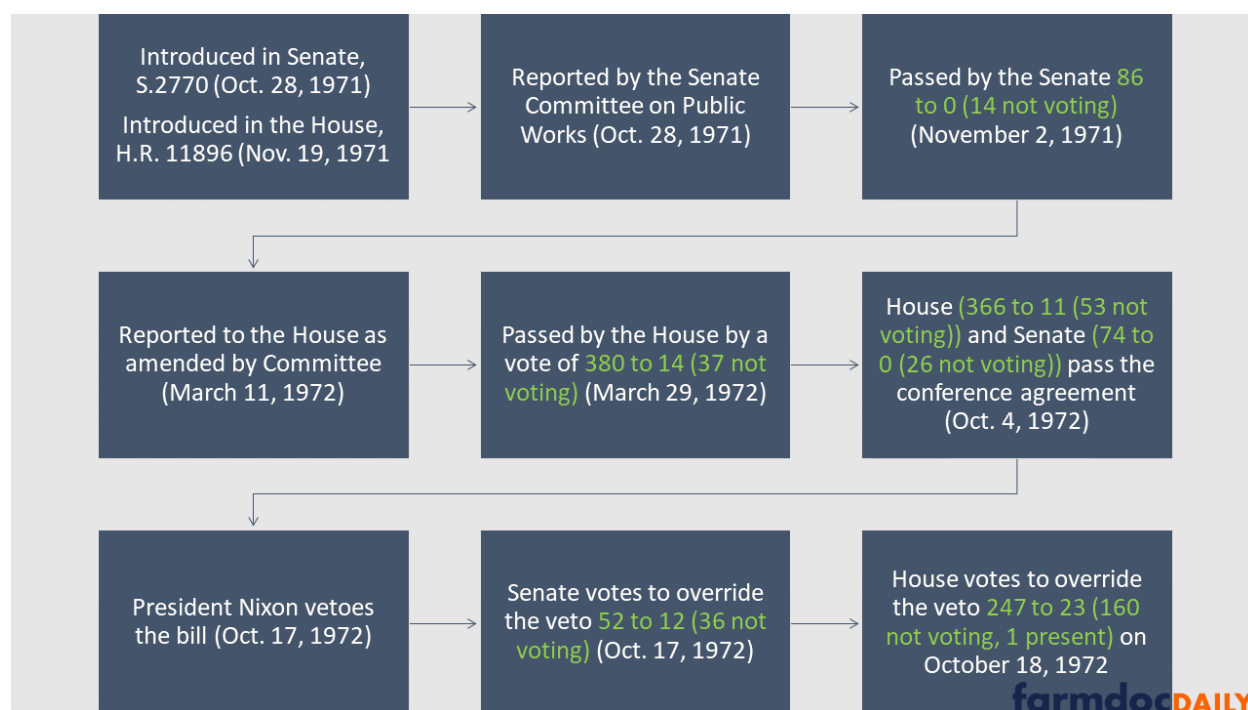 Introduced in Senate,
S.2770 (Oct. 28, 1971)
Introduced in the House,
H.R. 11896 (Nov. 19, 1971
Reported by the Senate
Committee on Public
Works (Oct. 28, 1971)
Passed by the Senate 86
to 0 (14 not voting)
(November 2, 1971)
Reported to the House as
amended by Committee
(March 11, 1972)
Passed by the House by a
vote of 380 to 14 (37 not
voting) (March 29, 1972)
House (366 to 11 (53 not
voting)) and Senate (74 to
0 (26 not voting)) pass the
conference agreement
(Oct. 4, 1972)
President Nixon vetoes
the bill (Oct. 17, 1972)
Senate votes to override
the veto 52 to 12 (36 not
voting) (Oct. 17, 1972)
House votes to override
the veto 247 to 23 (160
not voting, 1 present) on
October 18, 1972
farmdocDAILY